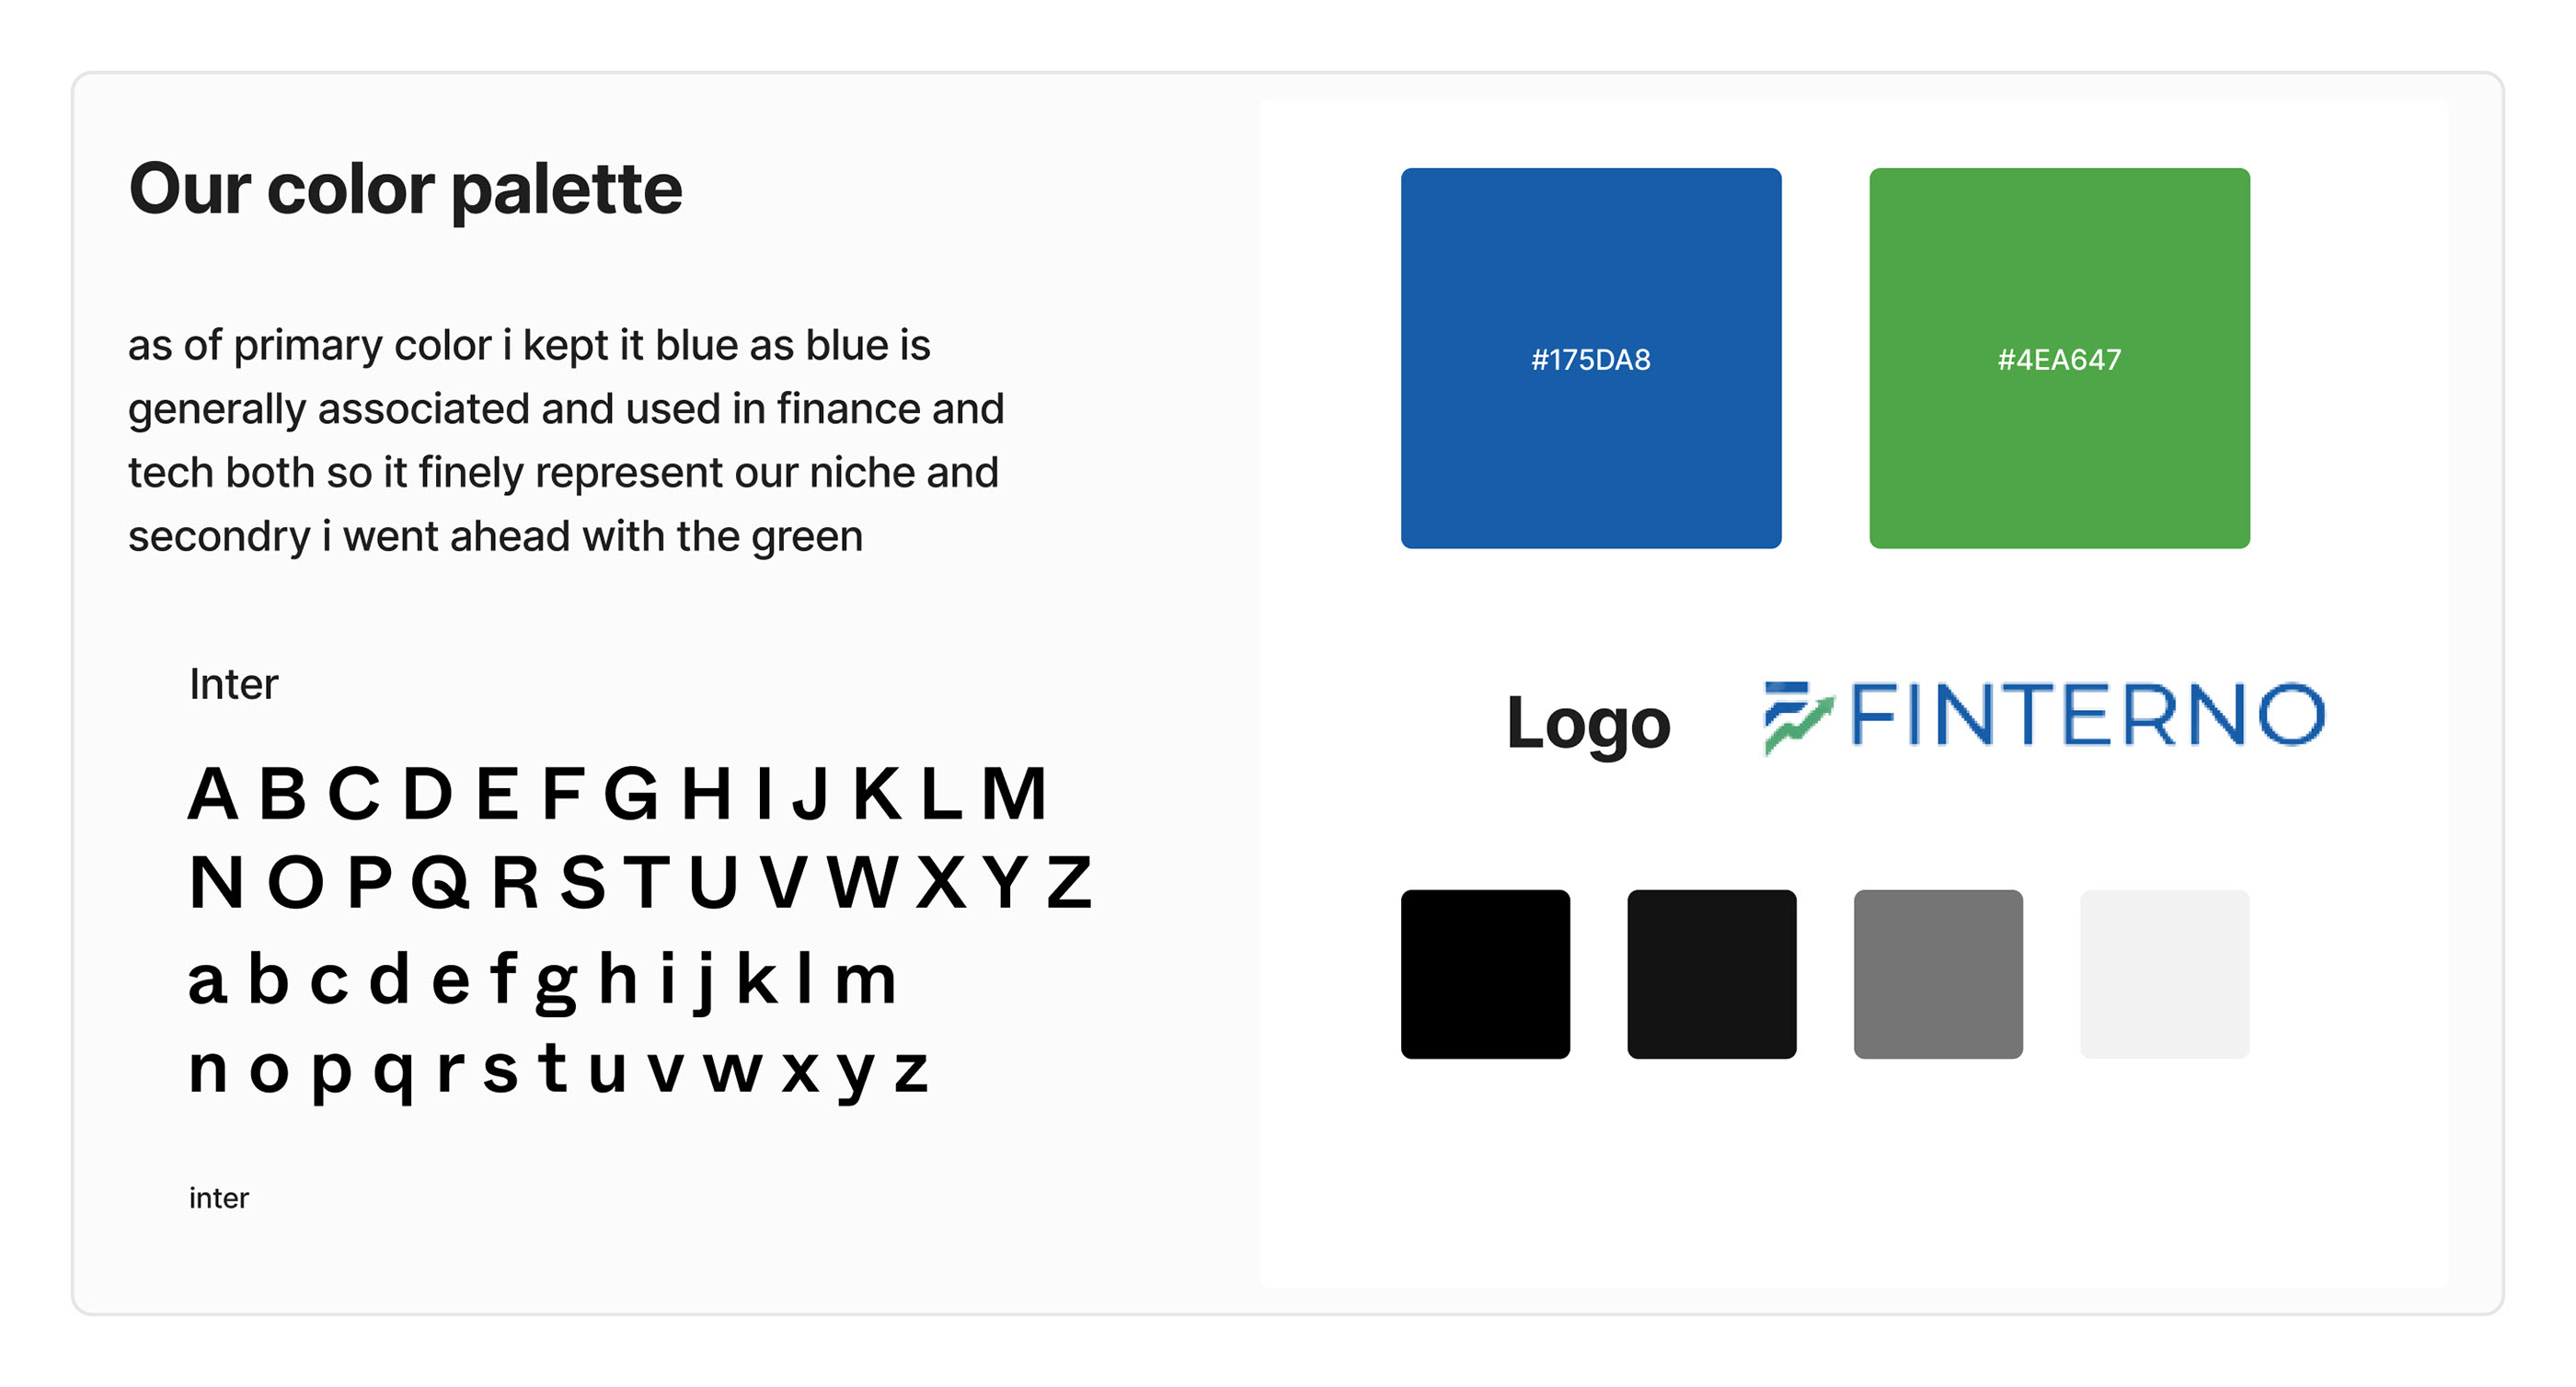 Our color palette
as of primary color i kept it blue as blue is
generally associated and used in finance and
tech both so it finely represent our niche and
secondry i went ahead with the green
Inter
A B C D E F G H I J K L M
N O P Q R S T U V W X Y Z
a b c d e f g h i j k l m
n o p q r s t u v w x y z
inter
#175DA8
#4EA647
Logo
FINTERNO